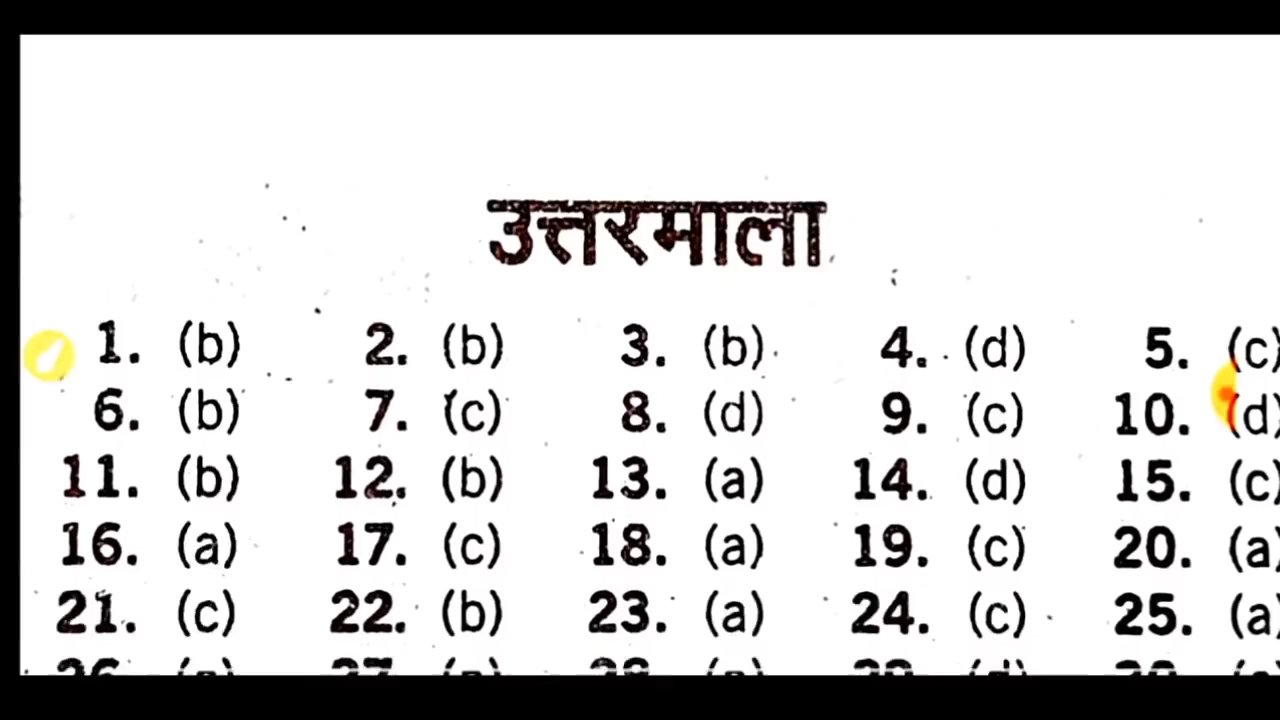 उत्तरमाला
1. (b) 2. (b) 3. (b) 4. (d) 5. (c)
6. (b) 7. (c) 8. (d) 9. (c) 10. (d)
11. (b) 12. (b) 13. (a) 14. (d) 15. (c)
16. (a) 17. (c) 18. (a) 19. (c) 20. (a)
21. (c) 22. (b) 23. (a) 24. (c) 25. (a)